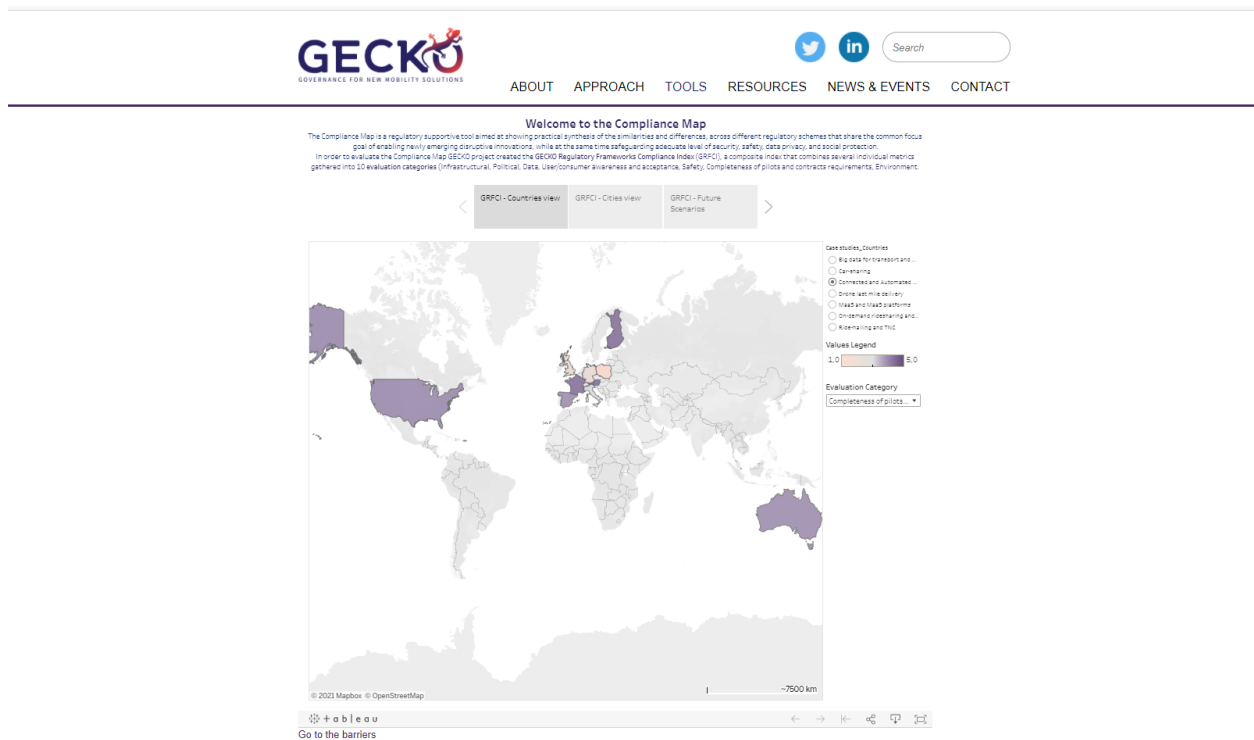 GECKO
GOVERNANCE FOR NEW MOBILITY SOLUTIONS
in
Search
ABOUT APPROACH TOOLS RESOURCES NEWS & EVENTS CONTACT
Welcome to the Compliance Map
The Compliance Map is a regulatory supportive tool aimed at showing practical synthesis of the similarities and differences, across different regulatory schemes that share the common focus
goal of enabling newly emerging disruptive innovations, while at the same time safeguarding adequate level of security, safety, data privacy, and social protection.
In order to evaluate the Compliance Map GECKO project created the GECKO Regulatory Frameworks Compliance Index (GRFCI), a composite index that combines several individual metrics
gathered into 10 evaluation categories (Infrastructural, Political, Data, User/consumer awareness and acceptance, Safety, Completeness of pilots and contracts requirements, Environment.
GRFCI - Countries view
GRFCI - Cities view
GRFCI - Future
Scenarios
Case studies_Countries
Big data for transport and ...
Car-sharing
Connected and Automated ...
Drone last mile delivery
MaaS and MaaS platforms
On-demand ridesharing and...
Ride-hailing and TNC
Values Legend
1,0 5,0
Evaluation Category
Completeness of pilots...
~7500 km
© 2021 Mapbox © OpenStreetMap
+ a b | e a u
Go to the barriers